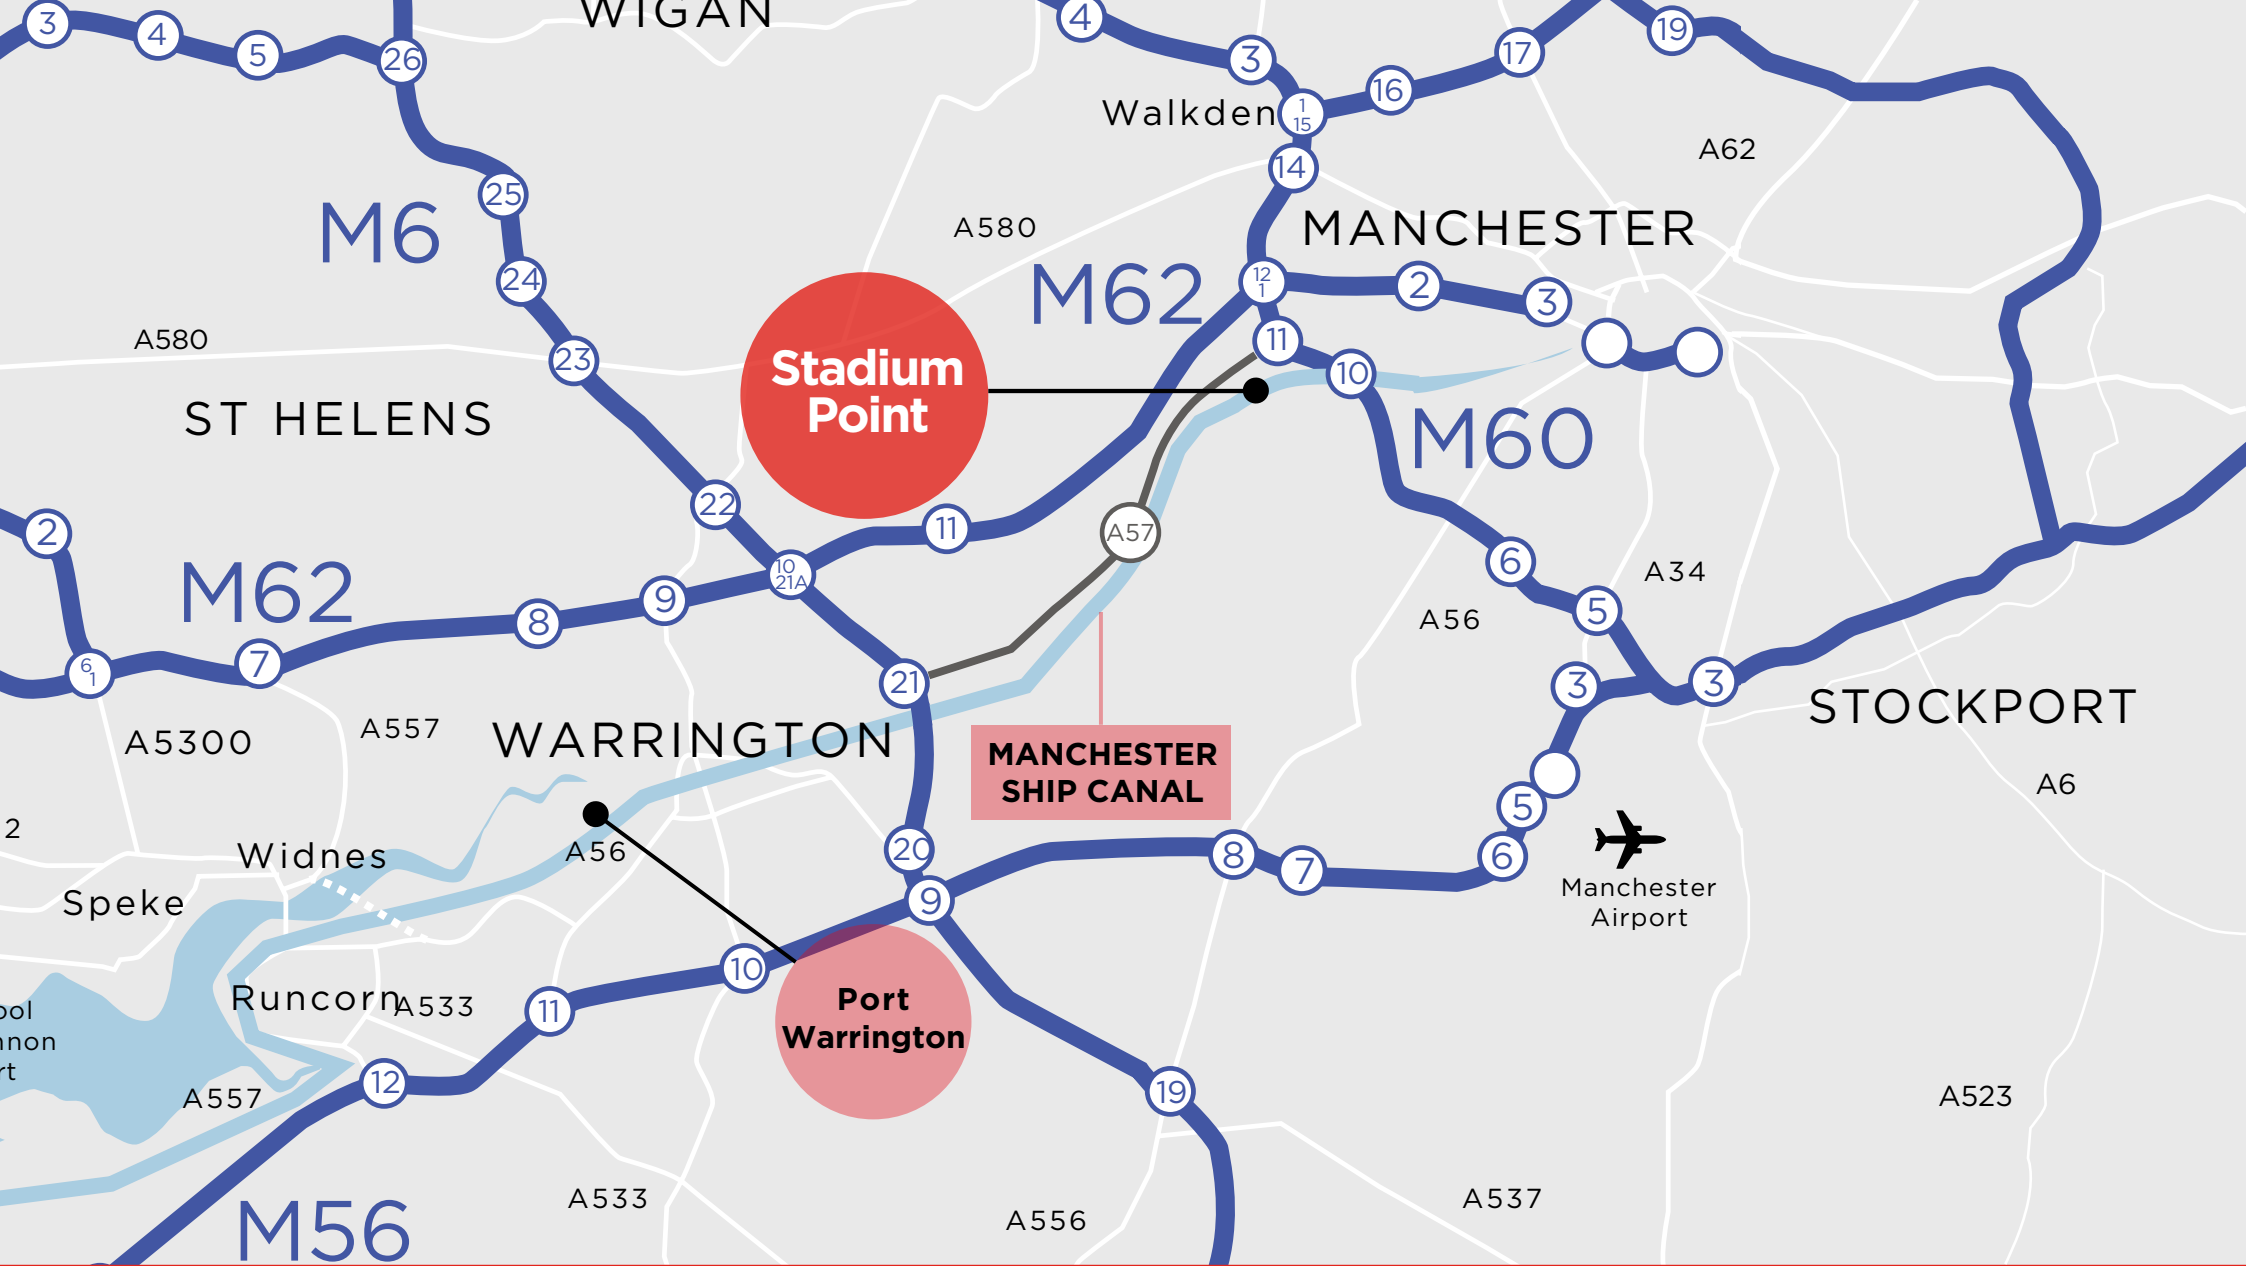 WIGAN
3
4
5
26
4
3
17
19
16
1
15
Walkden
14
A62
25
M6
A580
MANCHESTER
24
M62
12
1
2
3
A580
23
11
10
Stadium
Point
ST HELENS
M60
22
2
11
A57
M62
10
21A
9
8
7
6
1
6
5
A34
A56
21
3
3
STOCKPORT
A557
A5300
WARRINGTON
MANCHESTER
SHIP CANAL
A6
5
2
Widnes
A56
20
8
7
6
Manchester
Airport
Speke
9
10
Runcorn
A533
11
Port
Warrington
ool
nnon
rt
12
A557
19
A523
M56
A533
A556
A537